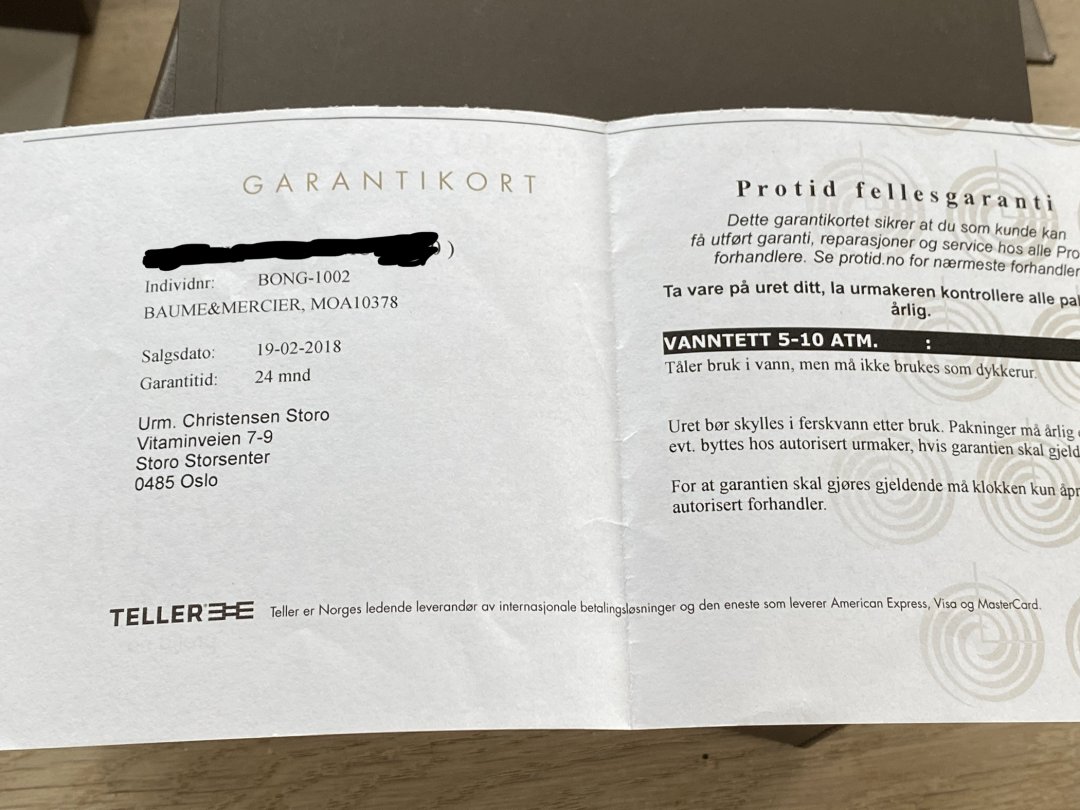 GARANTIKORT
)
Individnr: BONG-1002
BAUME&MERCIER, MOA10378
Salgsdato: 19-02-2018
Garantitid: 24 mnd
Urm. Christensen Storo
Vitaminveien 7-9
Storo Storsenter
0485 Oslo
Protid fellesgaranti
Dette garantikortet sikrer at du som kunde kan
få utført garanti, reparasjoner og service hos alle Pro
forhandlere. Se protid.no for nærmeste forhandler
Ta vare på uret ditt, la urmakeren kontrollere alle pak
årlig.
VANNTETT 5-10 ATM. :
Tåler bruk i vann, men må ikke brukes som dykkerur.
Uret bør skylles i ferskvann etter bruk. Pakninger må årlig
evt. byttes hos autorisert urmaker, hvis garantien skal gjeld
For at garantien skal gjøres gjeldende må klokken kun åpn
autorisert forhandler.
TELLER Teller er Norges ledende leverandør av internasjonale betalingsløsninger og den eneste som leverer American Express, Visa og MasterCard.